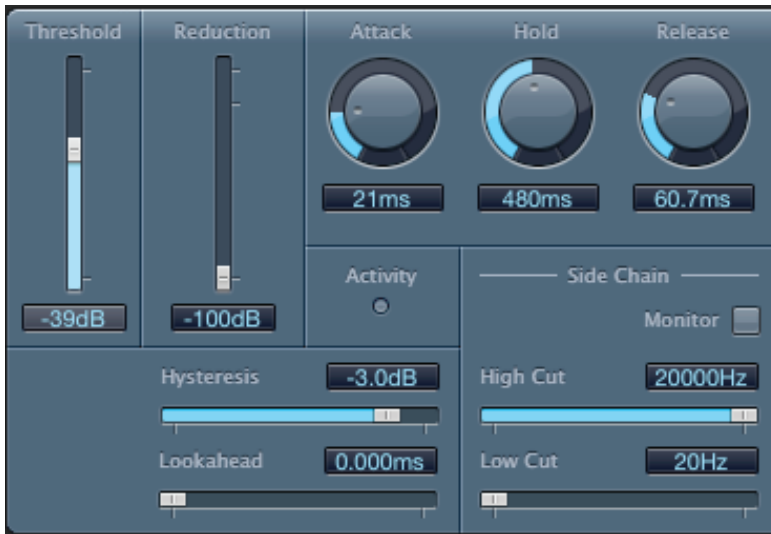 Threshold
Reduction
Attack
Hold
Release
21ms
480ms
60.7ms
-39dB
-100dB
Activity
Side Chain
Monitor
Hysteresis
-3.0dB
High Cut
20000Hz
Lookahead
0.000ms
Low Cut
20Hz